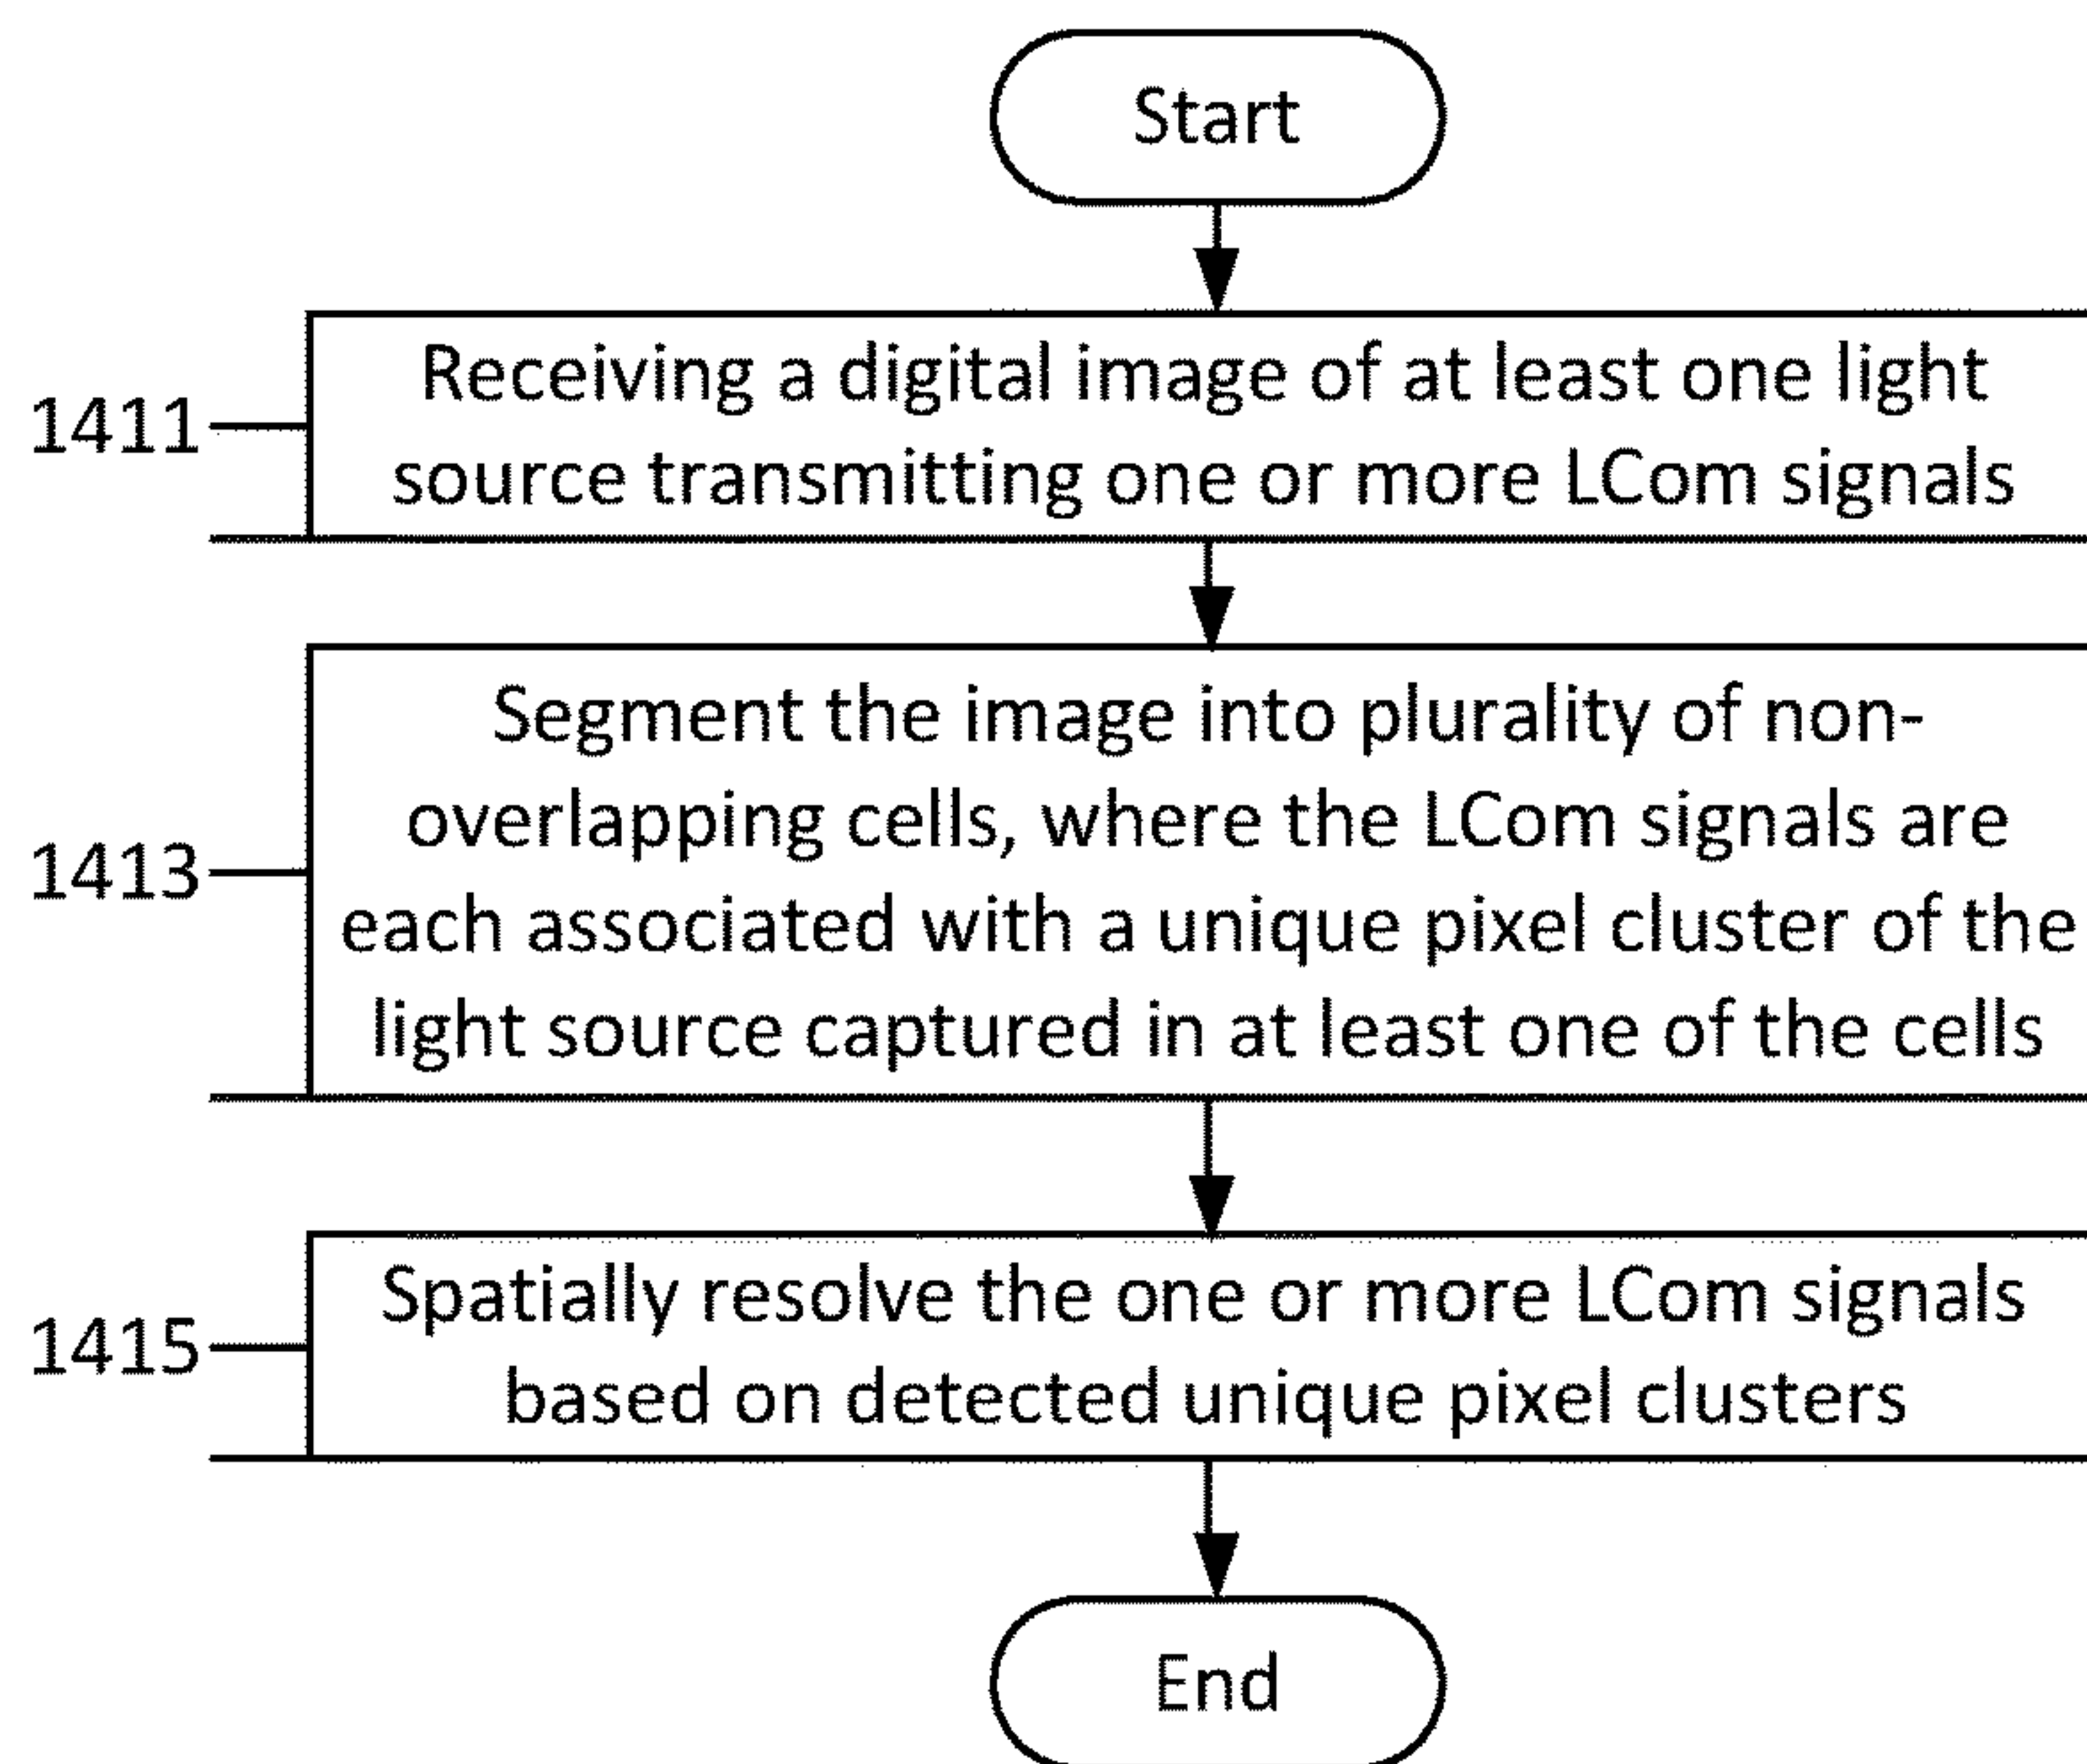 Start
1411
Receiving a digital image of at least one light
source transmitting one or more LCom signals
1413
Segment the image into plurality of non-
overlapping cells, where the LCom signals are
each associated with a unique pixel cluster of the
light source captured in at least one of the cells
1415
Spatially resolve the one or more LCom signals
based on detected unique pixel clusters
End